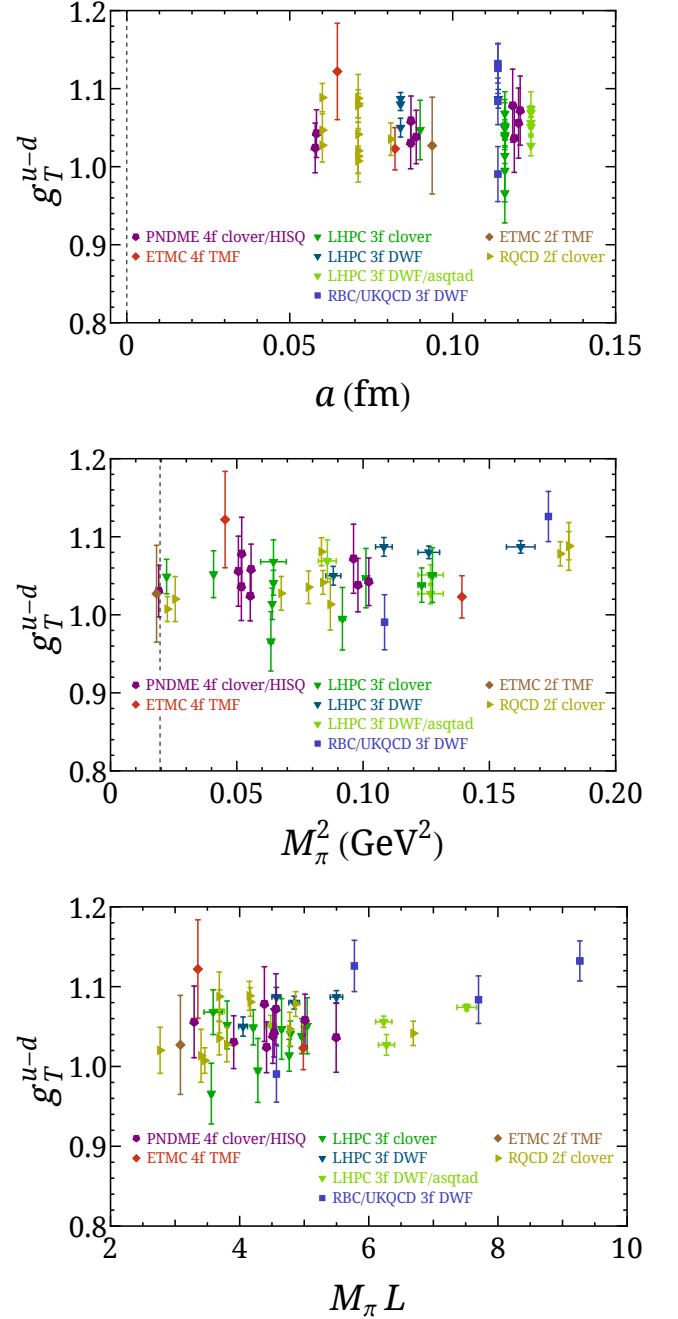 1.2
1.1
1.0
0.9
0.8
g_T^{u−d}
PNDME 4f clover/HISQ
ETMC 4f TMF
LHPC 3f clover
LHPC 3f DWF
LHPC 3f DWF/asqtad
RBC/UKQCD 3f DWF
ETMC 2f TMF
RQCD 2f clover
0 0.05 0.10 0.15
a (fm)
1.2
1.1
1.0
0.9
0.8
g_T^{u−d}
PNDME 4f clover/HISQ
ETMC 4f TMF
LHPC 3f clover
LHPC 3f DWF
LHPC 3f DWF/asqtad
RBC/UKQCD 3f DWF
ETMC 2f TMF
RQCD 2f clover
0 0.05 0.10 0.15 0.20
M_π^2 (GeV^2)
1.2
1.1
1.0
0.9
0.8
g_T^{u−d}
PNDME 4f clover/HISQ
ETMC 4f TMF
LHPC 3f clover
LHPC 3f DWF
LHPC 3f DWF/asqtad
RBC/UKQCD 3f DWF
ETMC 2f TMF
RQCD 2f clover
2 4 6 8 10
M_π L